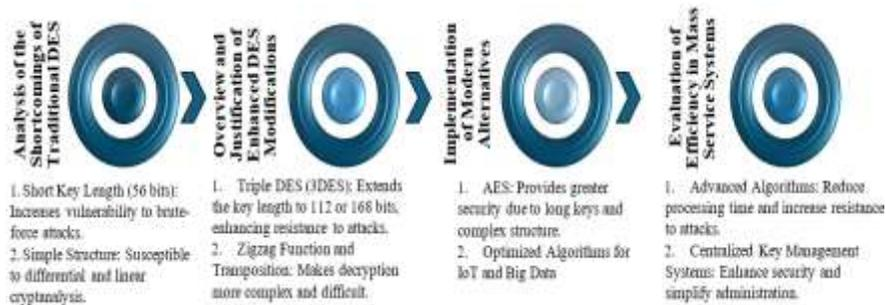 Analysis of the
Shortcomings of
Traditional DES
1. Short Key Length (56 bits):
Increases vulnerability to brute-
force attacks.
2. Simple Structure: Susceptible
to differential and linear
cryptanalysis.
Overview and
Justification of
Enhanced DES
Modifications
1. Triple DES (3DES): Extends
the key length to 112 or 168 bits,
enhancing resistance to attacks.
2. Zigzag Function and
Transposition: Makes decryption
more complex and difficult.
Implementation
of Modern
Alternatives
1. AES: Provides greater
security due to long keys and
complex structure.
2. Optimized Algorithms for
IoT and Big Data
Evaluation of
Efficiency in Mass
Service Systems
1. Advanced Algorithms: Reduce
processing time and increase resistance
to attacks.
2. Centralized Key Management
Systems: Enhance security and
simplify administration.